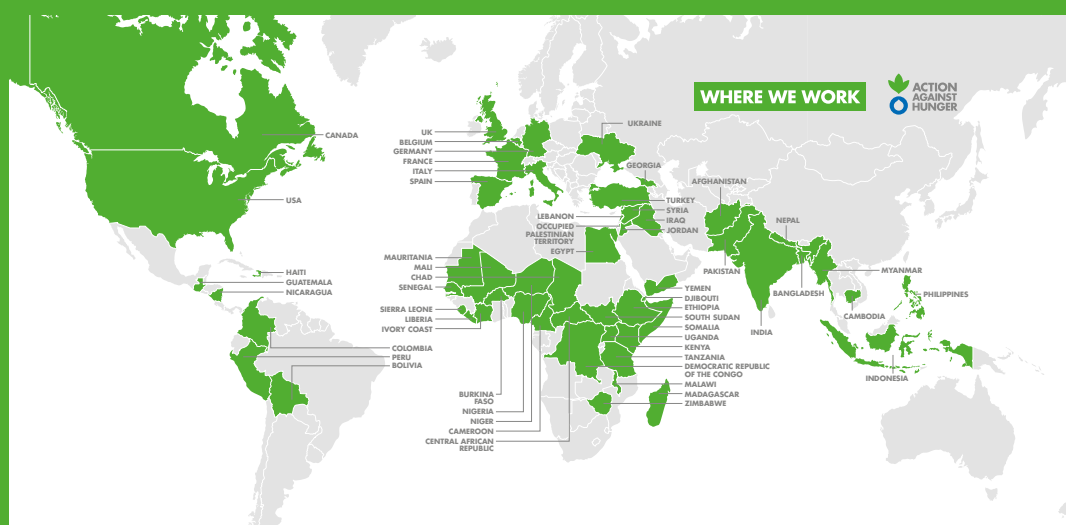 WHERE WE WORK
ACTION
AGAINST
HUNGER
CANADA
USA
HAITI
GUATEMALA
NICARAGUA
COLOMBIA
PERU
BOLIVIA
UK
BELGIUM
GERMANY
FRANCE
ITALY
SPAIN
UKRAINE
GEORGIA
TURKEY
SYRIA
IRAQ
JORDAN
LEBANON
OCCUPIED
PALESTINIAN
TERRITORY
EGYPT
MAURITANIA
MALI
CHAD
SENEGAL
SIERRA LEONE
LIBERIA
IVORY COAST
BURKINA
FASO
NIGERIA
NIGER
CAMEROON
CENTRAL AFRICAN
REPUBLIC
YEMEN
DJIBOUTI
ETHIOPIA
SOUTH SUDAN
SOMALIA
UGANDA
KENYA
TANZANIA
DEMOCRATIC REPUBLIC
OF THE CONGO
MALAWI
MADAGASCAR
ZIMBABWE
AFGHANISTAN
NEPAL
PAKISTAN
BANGLADESH
INDIA
MYANMAR
CAMBODIA
PHILIPPINES
INDONESIA